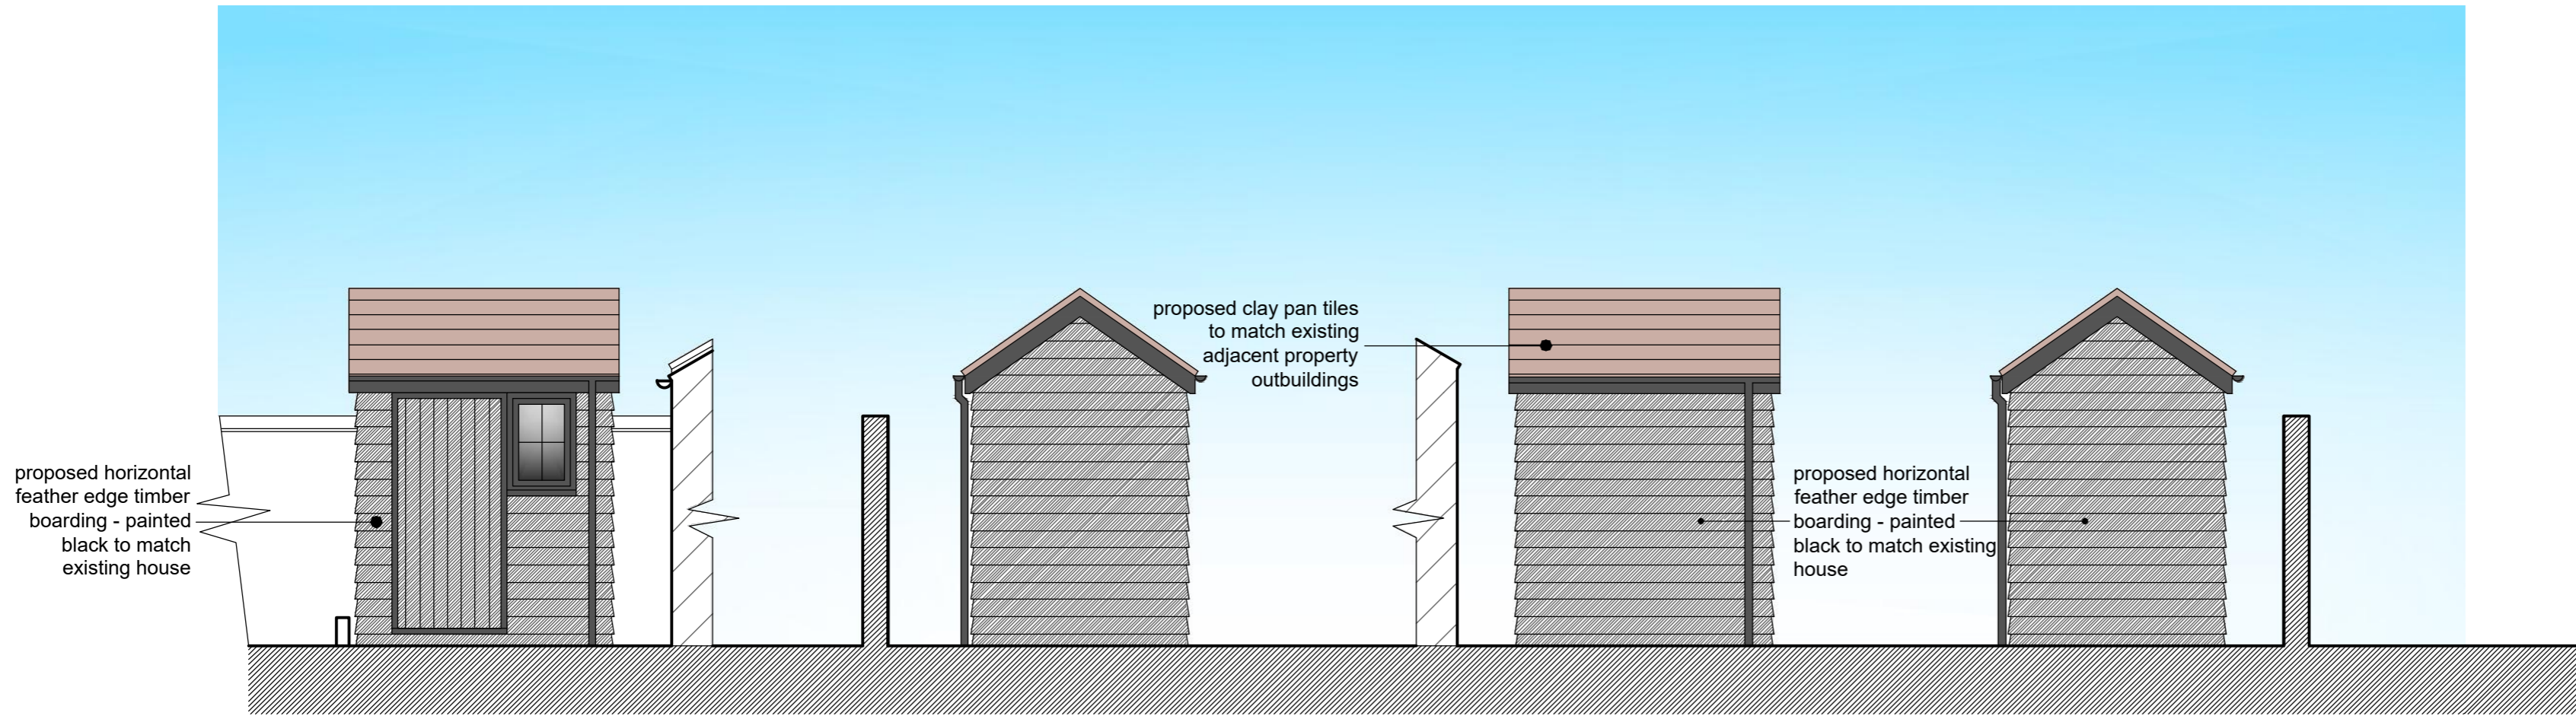 proposed horizontal
feather edge timber
boarding - painted
black to match
existing house
proposed clay pan tiles
to match existing
adjacent property
outbuildings
proposed horizontal
feather edge timber
boarding - painted
black to match existing
house